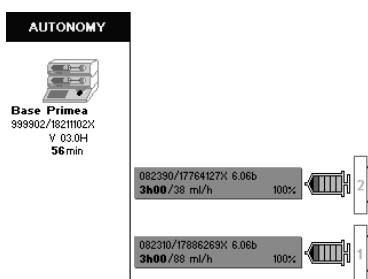 AUTONOMY
Base Primea
999902/18211102X
V 03.0H
56min
082390/17764127X 6.06b
3h00/38 ml/h 100%
2
082310/17886269X 6.06b
3h00/88 ml/h 100%
1